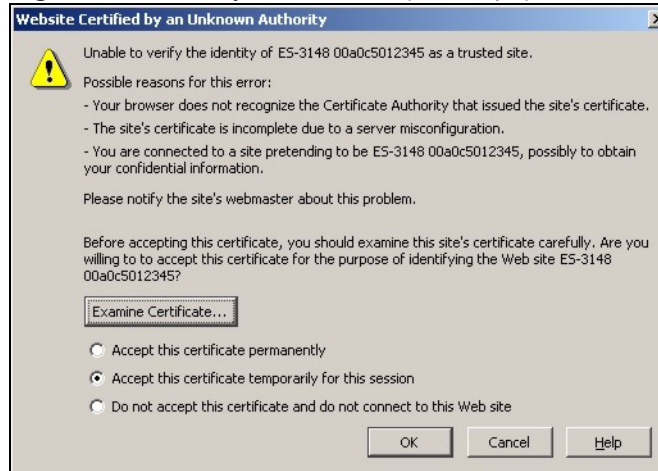 Website Certified by an Unknown Authority
Unable to verify the identity of ES-3148 00a0c5012345 as a trusted site.
Possible reasons for this error:
- Your browser does not recognize the Certificate Authority that issued the site's certificate.
- The site's certificate is incomplete due to a server misconfiguration.
- You are connected to a site pretending to be ES-3148 00a0c5012345, possibly to obtain
your confidential information.
Please notify the site's webmaster about this problem.
Before accepting this certificate, you should examine this site's certificate carefully. Are you
willing to to accept this certificate for the purpose of identifying the Web site ES-3148
00a0c5012345?
Examine Certificate...
Accept this certificate permanently
Accept this certificate temporarily for this session
Do not accept this certificate and do not connect to this Web site
OK Cancel Help